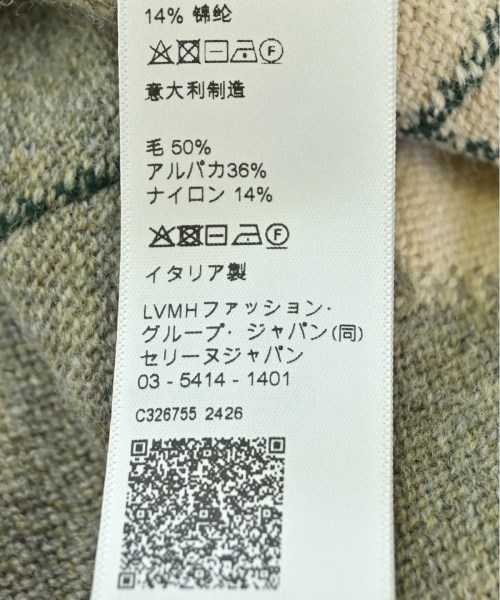 14% 锦纶
意大利制造
毛 50%
アルパカ36%
ナイロン 14%
イタリア製
LVMHファッション・
グループ・ジャパン(同)
セリーヌジャパン
03 - 5414 - 1401
C326755 2426